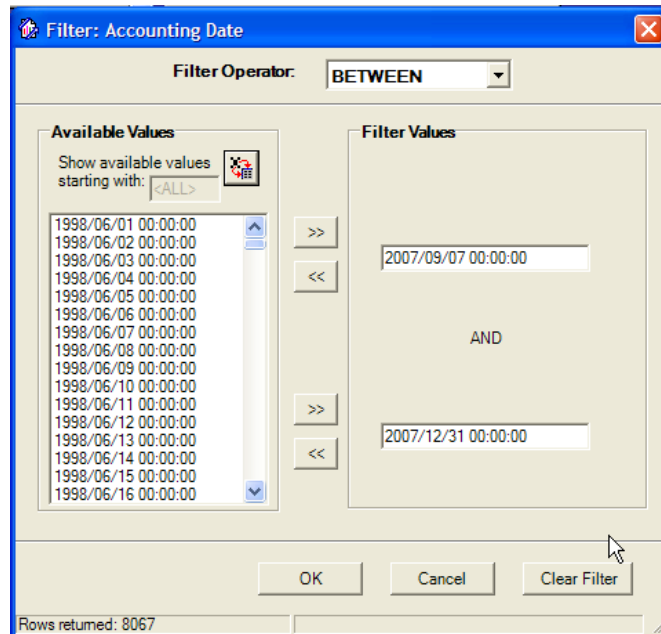 Filter: Accounting Date
Filter Operator:
BETWEEN
Available Values
Show available values
starting with:
<ALL>
1998/06/01 00:00:00
1998/06/02 00:00:00
1998/06/03 00:00:00
1998/06/04 00:00:00
1998/06/05 00:00:00
1998/06/06 00:00:00
1998/06/07 00:00:00
1998/06/08 00:00:00
1998/06/09 00:00:00
1998/06/10 00:00:00
1998/06/11 00:00:00
1998/06/12 00:00:00
1998/06/13 00:00:00
1998/06/14 00:00:00
1998/06/15 00:00:00
1998/06/16 00:00:00
>>
<<
>>
<<
Filter Values
2007/09/07 00:00:00
AND
2007/12/31 00:00:00
OK
Cancel
Clear Filter
Rows returned: 8067